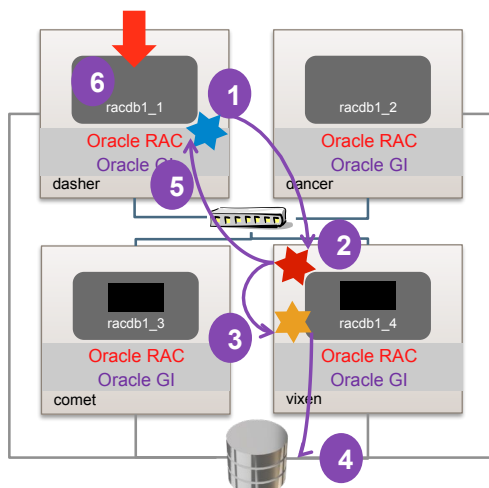 6
racdb1_1
1
racdb1_2
Oracle RAC
Oracle GI
dasher
Oracle RAC
Oracle GI
dancer
5
2
racdb1_3
racdb1_4
3
Oracle RAC
Oracle GI
comet
Oracle RAC
Oracle GI
vixen
4